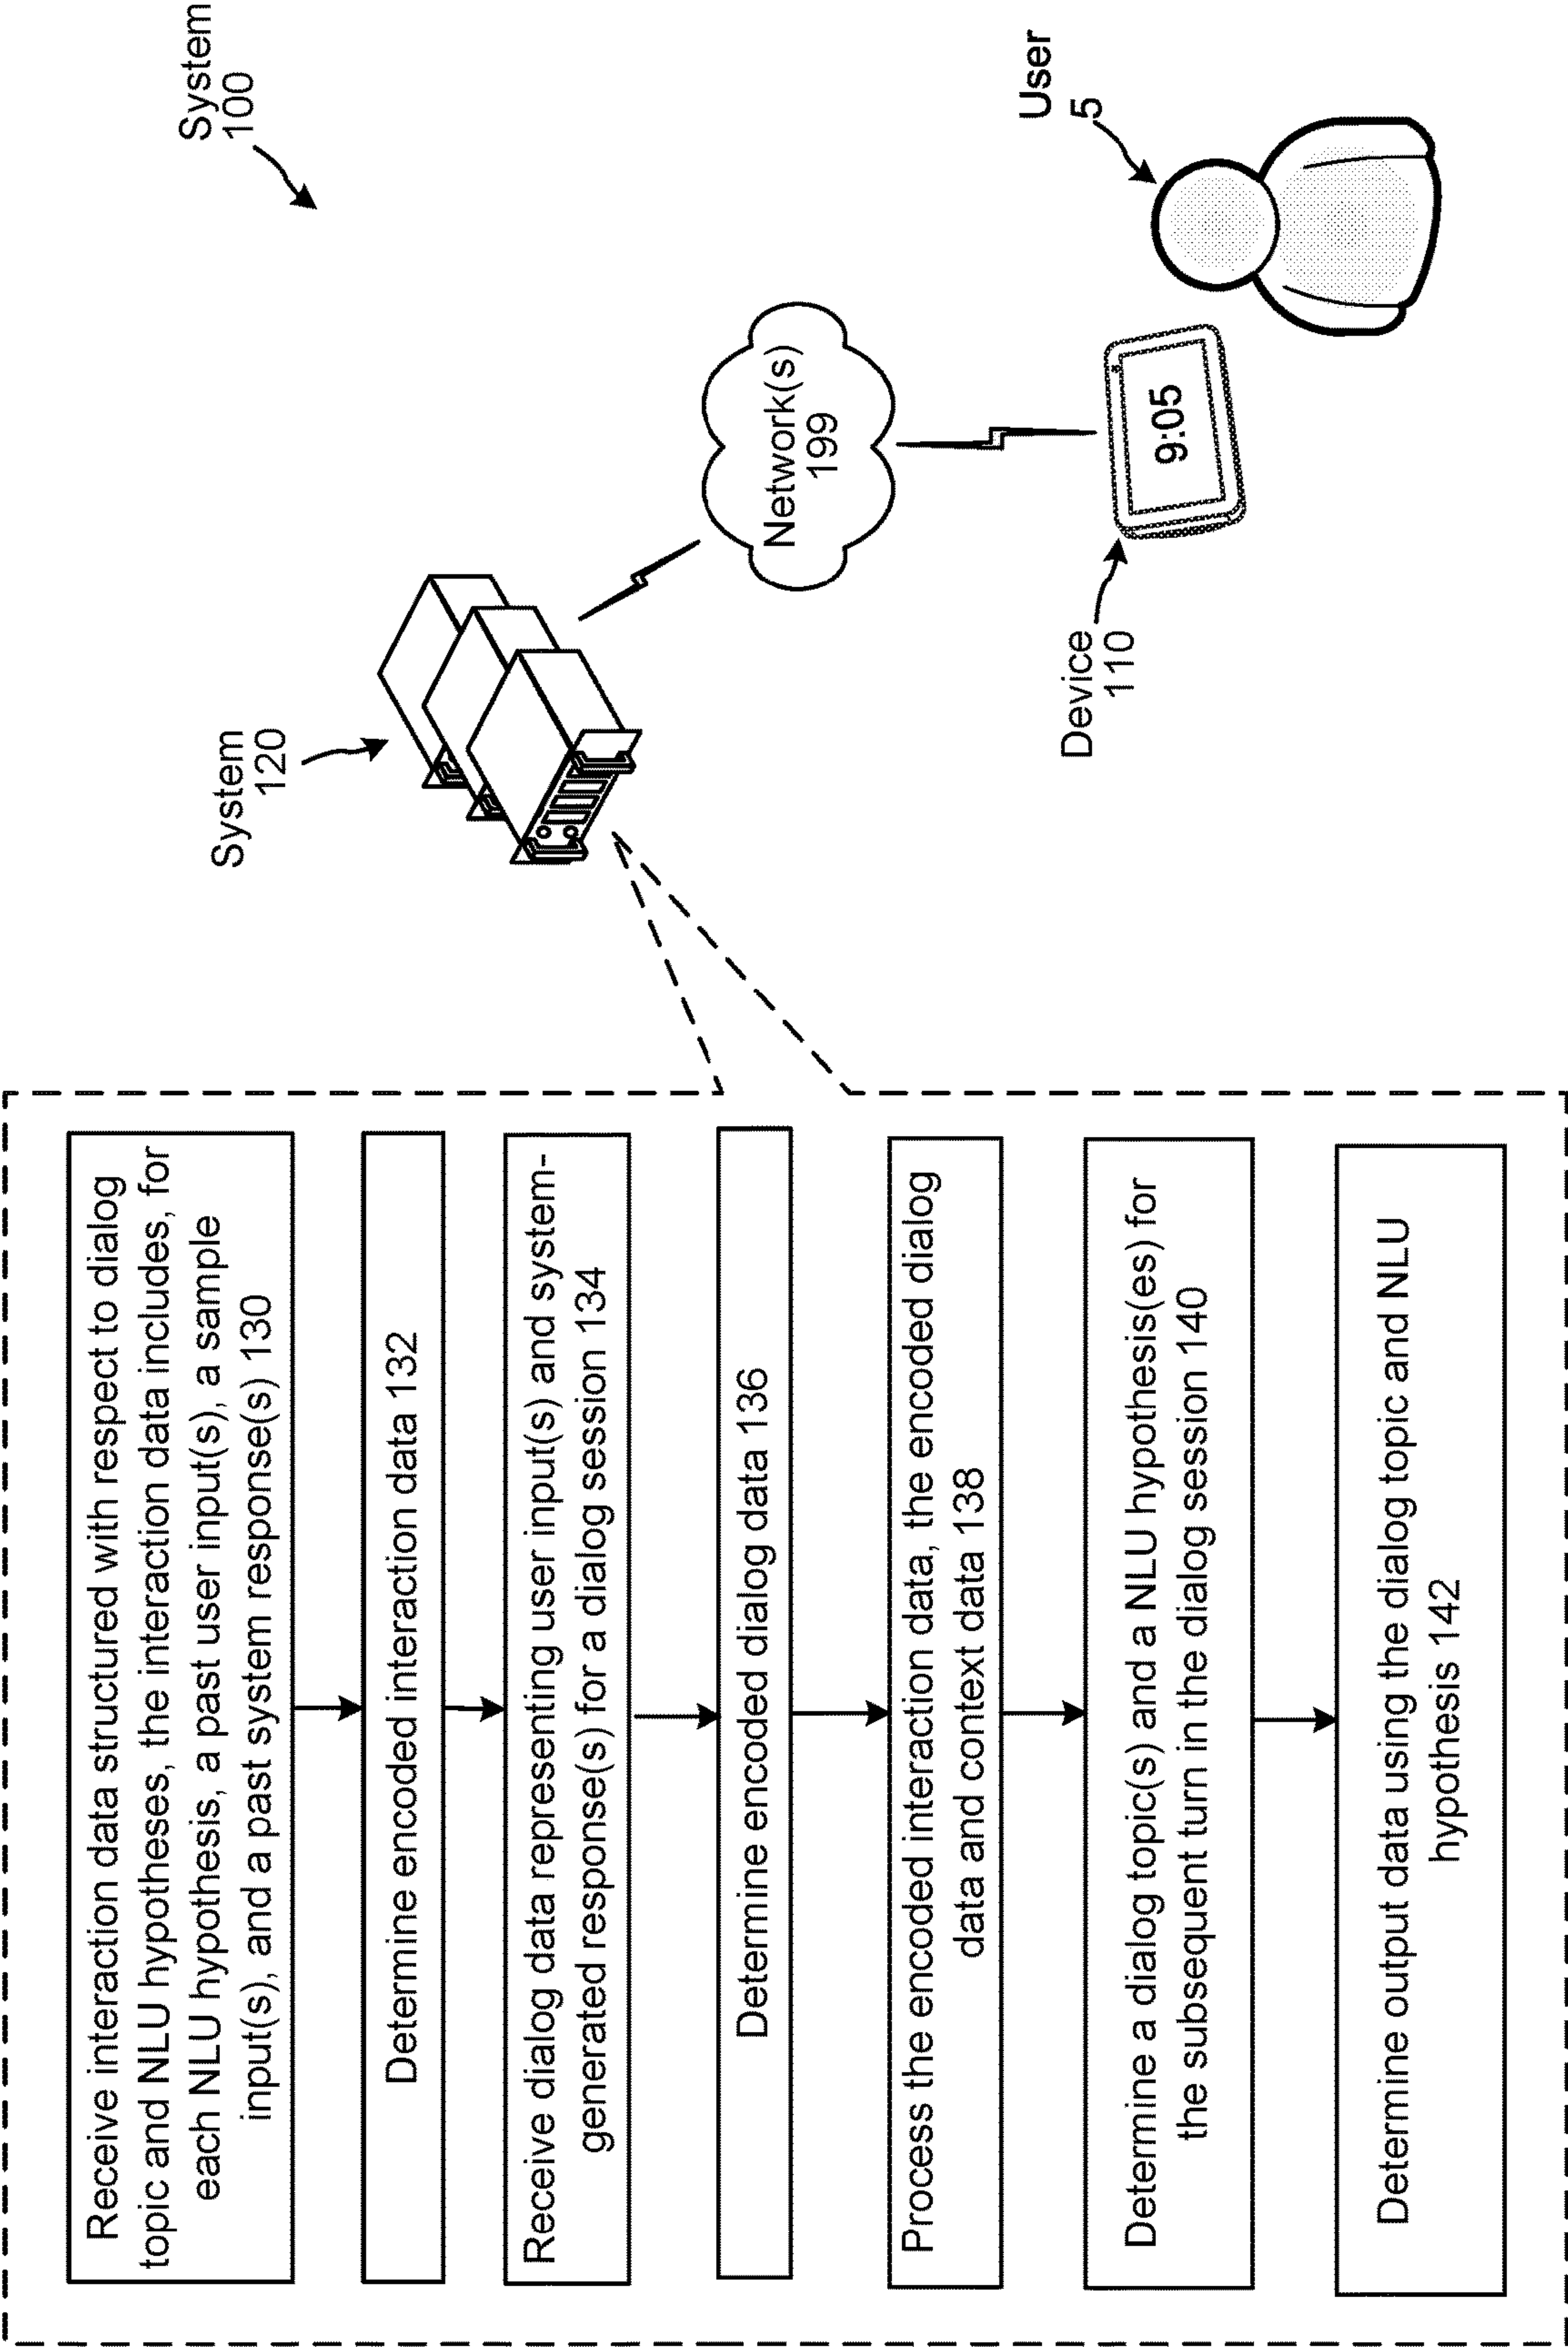 System
100
System
120
Network(s)
199
User
5
Device
110
9:05
Receive interaction data structured with respect to dialog
topic and NLU hypotheses, the interaction data includes, for
each NLU hypothesis, a past user input(s), a sample
input(s), and a past system response(s) 130
Determine encoded interaction data 132
Receive dialog data representing user input(s) and system-
generated response(s) for a dialog session 134
Determine encoded dialog data 136
Process the encoded interaction data, the encoded dialog
data and context data 138
Determine a dialog topic(s) and a NLU hypothesis(es) for
the subsequent turn in the dialog session 140
Determine output data using the dialog topic and NLU
hypothesis 142